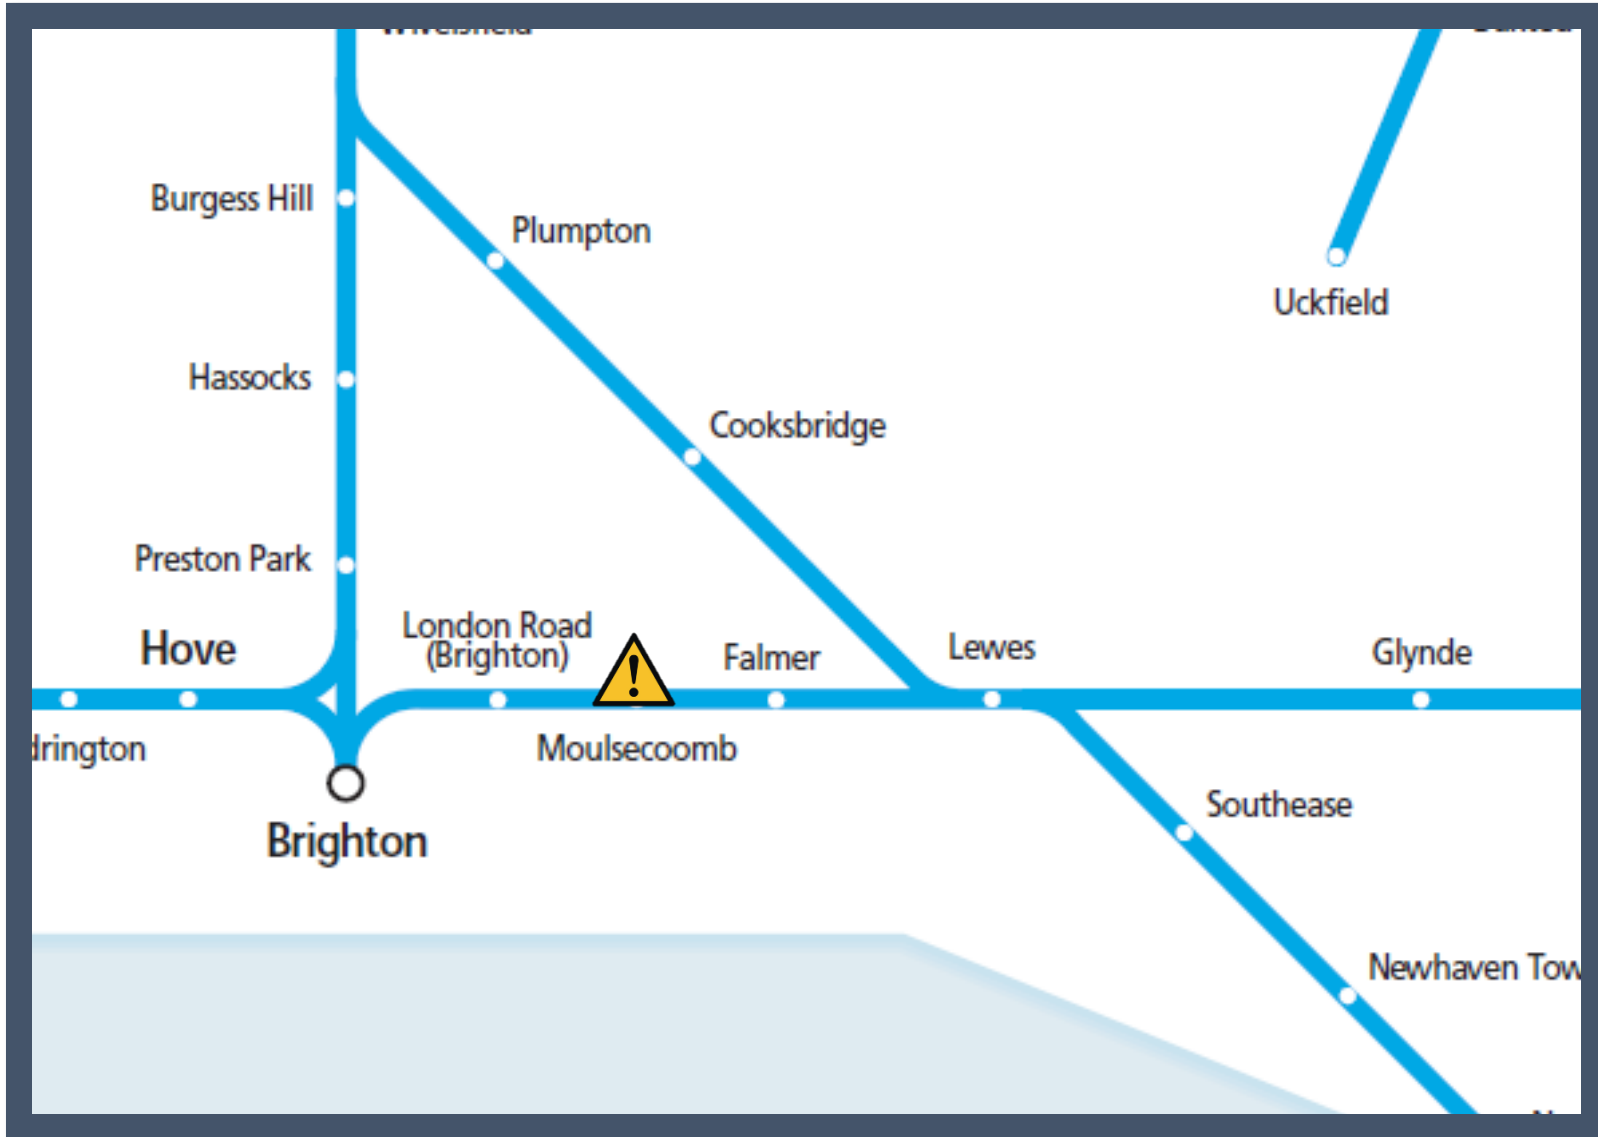 Burgess Hill
Plumpton
Uckfield
Hassocks
Cooksbridge
Preston Park
London Road
(Brighton)
Hove
Falmer
Lewes
Glynde
drington
Moulsecoomb
Southease
Brighton
Newhaven Tow